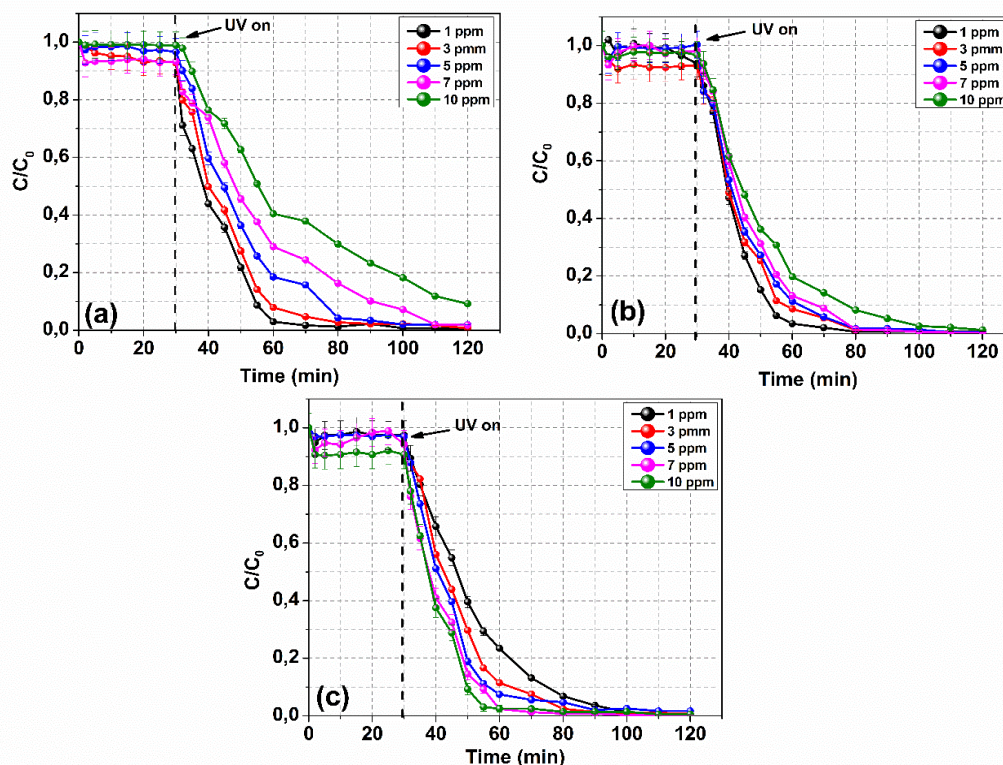 UV on
1 ppm
3 pmm
5 ppm
7 ppm
10 ppm
1,0
0,8
0,6
0,4
0,2
0,0
C/C₀
(a)
0 20 40 60 80 100 120
Time (min)
UV on
1 ppm
3 pmm
5 ppm
7 ppm
10 ppm
1,0
0,8
0,6
0,4
0,2
0,0
C/C₀
(b)
0 20 40 60 80 100 120
Time (min)
UV on
1 ppm
3 pmm
5 ppm
7 ppm
10 ppm
1,0
0,8
0,6
0,4
0,2
0,0
C/C₀
(c)
0 20 40 60 80 100 120
Time (min)